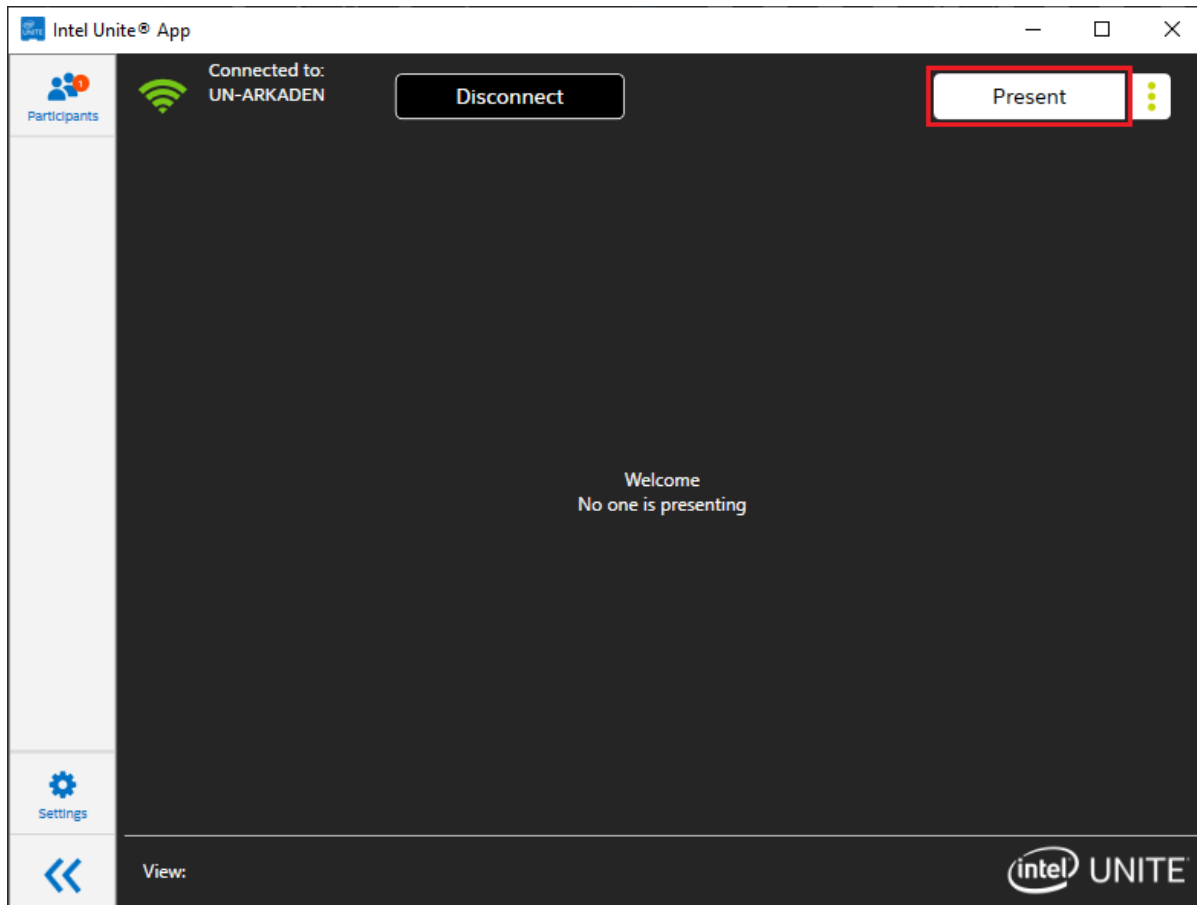 Intel Unite® App
Participants
1
Connected to:
UN-ARKADEN
Disconnect
Present
Welcome
No one is presenting
Settings
View:
intel UNITE